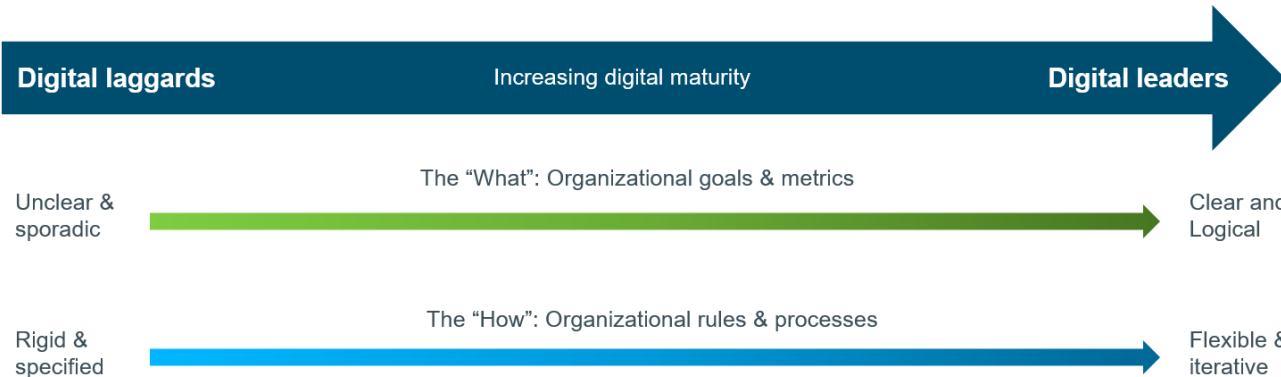 Digital laggards Increasing digital maturity Digital leaders
The “What”: Organizational goals & metrics
Unclear &
sporadic
Clear and
Logical
The “How”: Organizational rules & processes
Rigid &
specified
Flexible &
iterative